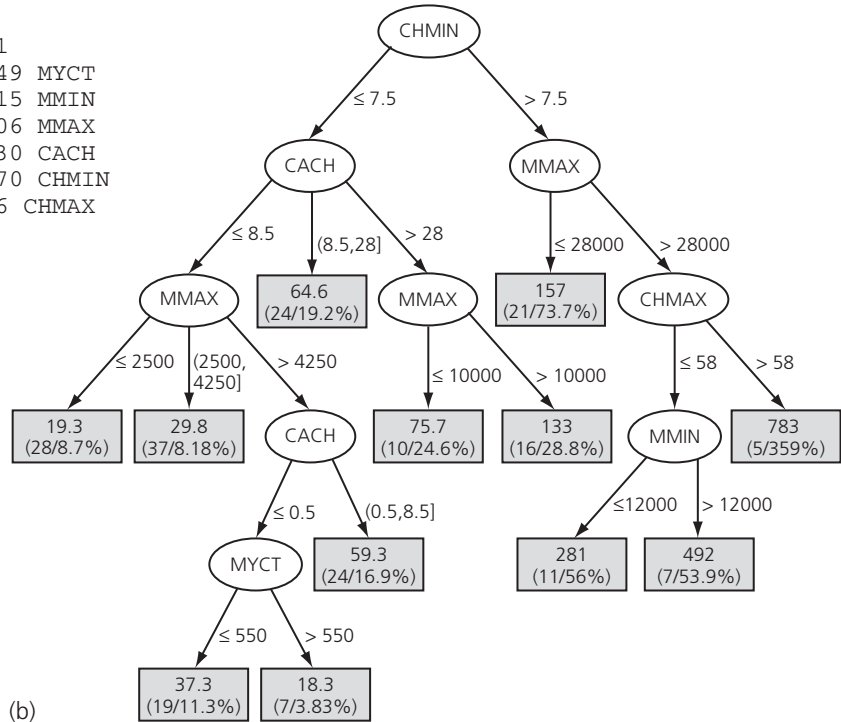 1
49 MYCT
15 MMIN
06 MMAX
30 CACH
70 CHMIN
6 CHMAX
CHMIN
≤ 7.5
> 7.5
CACH
MMAX
≤ 8.5
(8.5,28]
> 28
≤ 28000
> 28000
MMAX
64.6
(24/19.2%)
MMAX
157
(21/73.7%)
CHMAX
≤ 2500
(2500,
4250]
> 4250
≤ 10000
> 10000
≤ 58
> 58
19.3
(28/8.7%)
29.8
(37/8.18%)
CACH
75.7
(10/24.6%)
133
(16/28.8%)
MMIN
783
(5/359%)
≤ 0.5
(0.5,8.5]
≤12000
> 12000
MYCT
59.3
(24/16.9%)
281
(11/56%)
492
(7/53.9%)
≤ 550
> 550
37.3
(19/11.3%)
18.3
(7/3.83%)
(b)